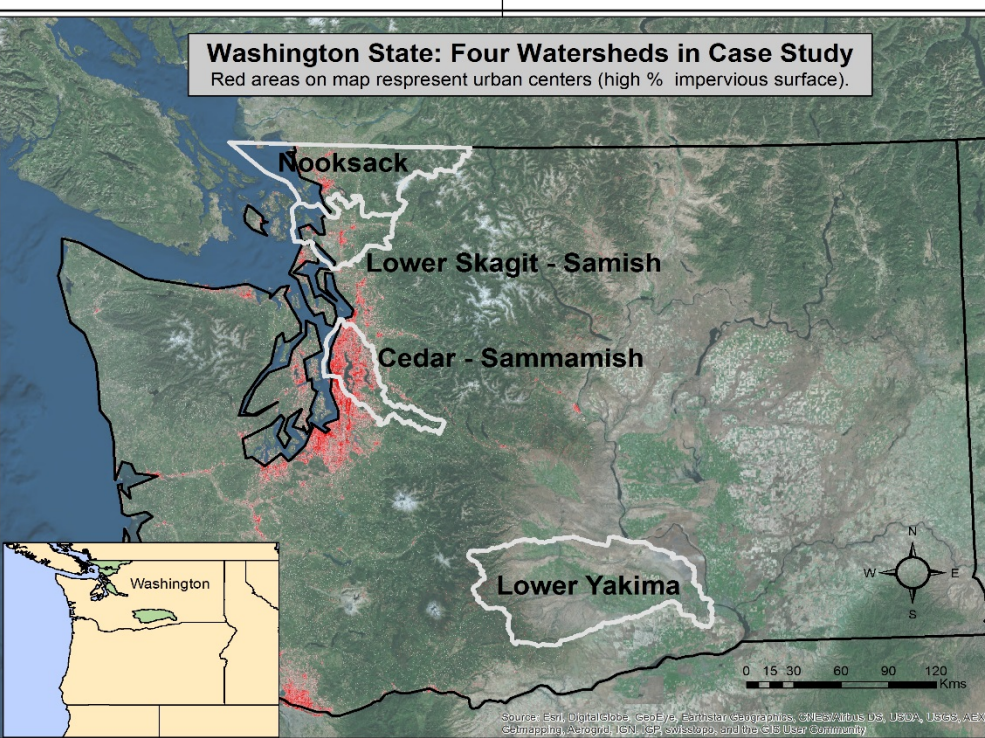 Washington State: Four Watersheds in Case Study
Red areas on map respresent urban centers (high % impervious surface).
Nooksack
Lower Skagit - Samish
Cedar - Sammamish
Lower Yakima
Washington
N
W E
S
0 15 30 60 90 120
Kms
Source: Esri, DigitalGlobe, GeoEye, Earthstar Geographics, CNES/Airbus DS, USDA, USGS, AEX
Getmapping, Aerogrid, IGN, IGP, swisstopo, and the GIS User Community